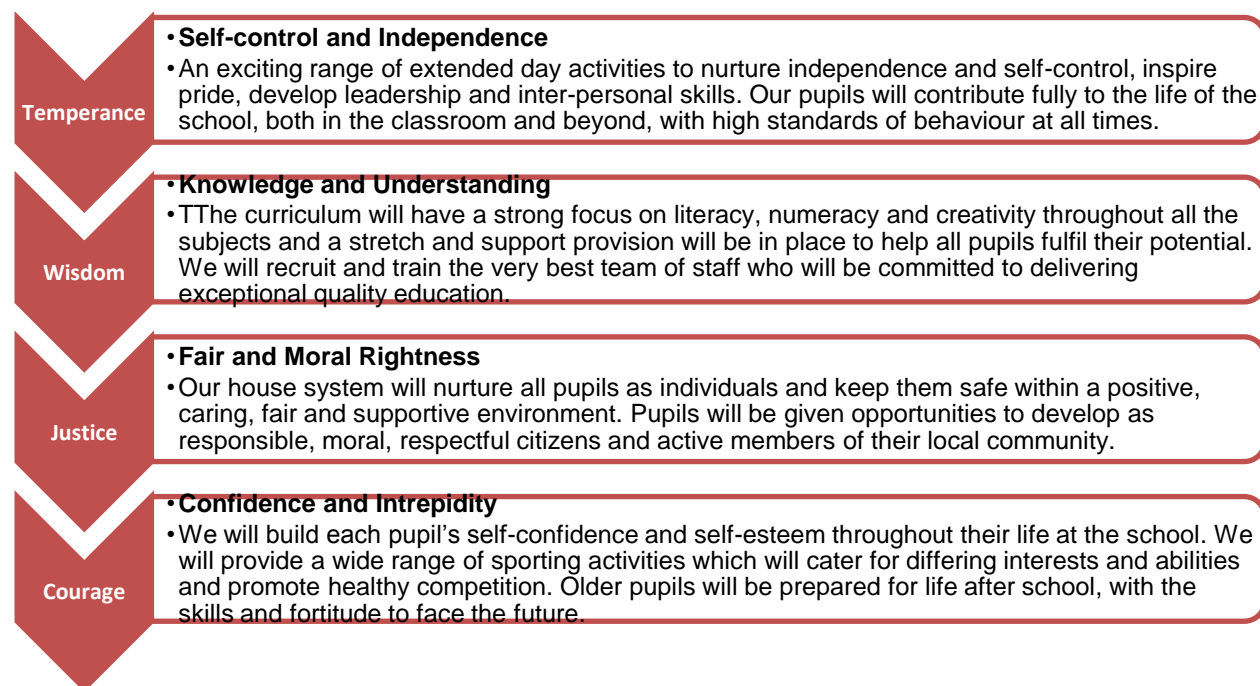 Temperance
•Self-control and Independence
•An exciting range of extended day activities to nurture independence and self-control, inspire
pride, develop leadership and inter-personal skills. Our pupils will contribute fully to the life of the
school, both in the classroom and beyond, with high standards of behaviour at all times.
Wisdom
•Knowledge and Understanding
•TThe curriculum will have a strong focus on literacy, numeracy and creativity throughout all the
subjects and a stretch and support provision will be in place to help all pupils fulfil their potential.
We will recruit and train the very best team of staff who will be committed to delivering
exceptional quality education.
Justice
•Fair and Moral Rightness
•Our house system will nurture all pupils as individuals and keep them safe within a positive,
caring, fair and supportive environment. Pupils will be given opportunities to develop as
responsible, moral, respectful citizens and active members of their local community.
Courage
•Confidence and Intrepidity
•We will build each pupil’s self-confidence and self-esteem throughout their life at the school. We
will provide a wide range of sporting activities which will cater for differing interests and abilities
and promote healthy competition. Older pupils will be prepared for life after school, with the
skills and fortitude to face the future.